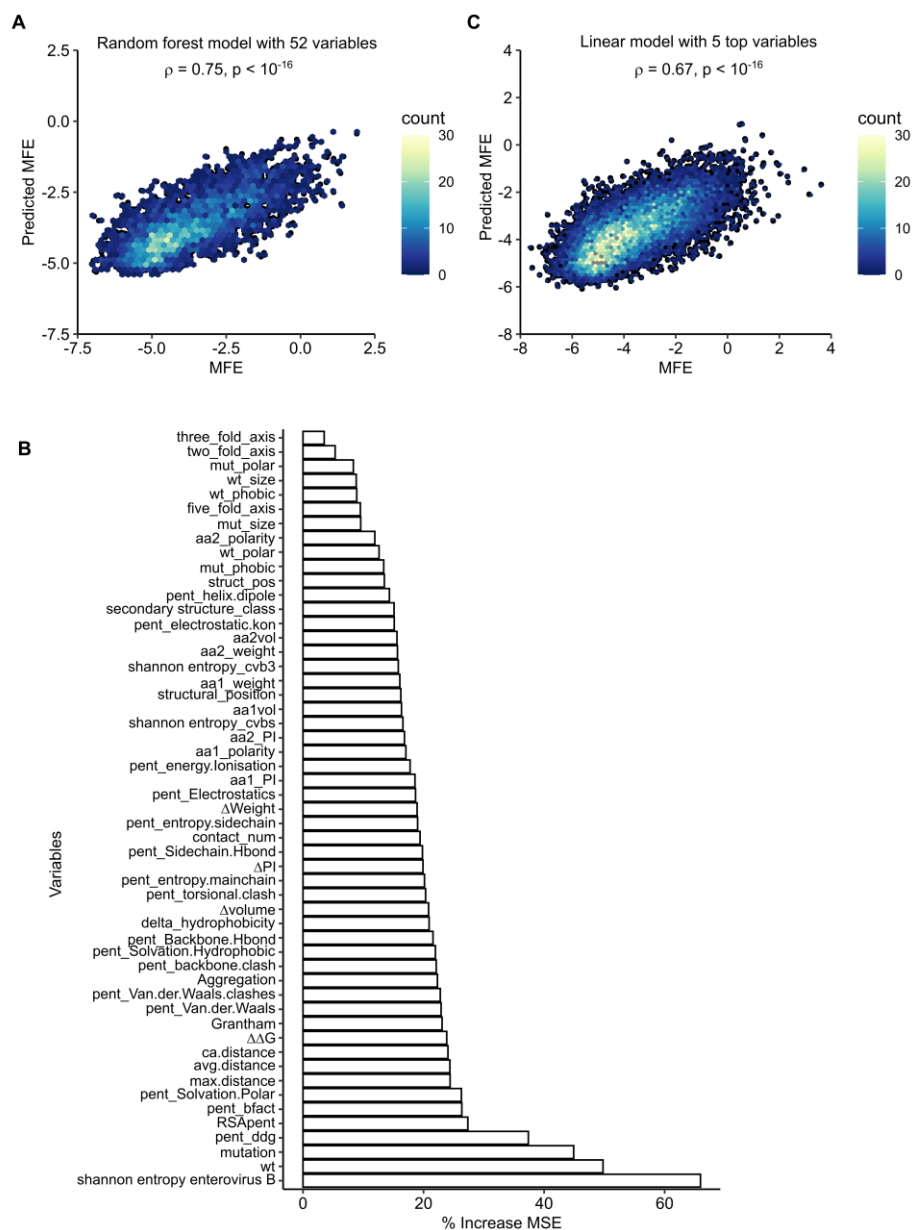 A
Random forest model with 52 variables
ρ = 0.75, p < 10⁻¹⁶
2.5
0.0
-2.5
-5.0
-7.5
Predicted MFE
-7.5 -5.0 -2.5 0.0 2.5
MFE
count
30
20
10
0
C
Linear model with 5 top variables
ρ = 0.67, p < 10⁻¹⁶
4
2
0
-2
-4
-6
-8
Predicted MFE
-8 -6 -4 -2 0 2 4
MFE
count
30
20
10
0
B
Variables
three_fold_axis
two_fold_axis
mut_polar
wt_size
wt_phobic
five_fold_axis
mut_size
aa2_polarity
wt_polar
mut_phobic
struct_pos
pent_helix.dipole
secondary structure_class
pent_electrostatic.kon
aa2vol
aa2_weight
shannon entropy_cvb3
aa1_weight
structural_position
aa1vol
shannon entropy_cvbs
aa2_PI
aa1_polarity
pent_energy.Ionisation
aa1_PI
pent_Electrostatics
ΔWeight
pent_entropy.sidechain
contact_num
pent_Sidechain.Hbond
ΔPI
pent_entropy.mainchain
pent_torsional.clash
Δvolume
delta_hydrophobicity
pent_Backbone.Hbond
pent_Solvation.Hydrophobic
pent_backbone.clash
Aggregation
pent_Van.der.Waals.clashes
pent_Van.der.Waals
Grantham
ΔΔG
ca.distance
avg.distance
max.distance
pent_Solvation.Polar
pent_bfact
RSApent
pent_ddg
mutation
wt
shannon entropy enterovirus B
0 20 40 60
% Increase MSE